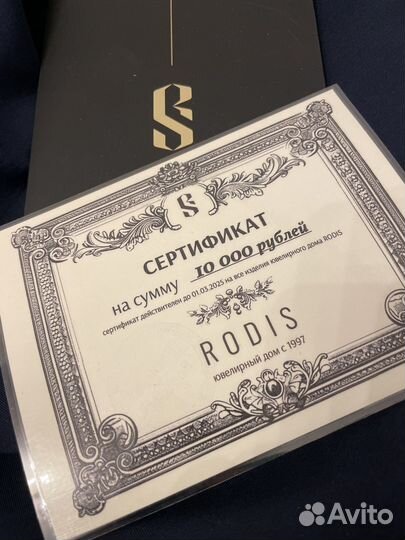 S
S
СЕРТИФИКАТ
на сумму 10 000 рублей
сертификат действителен до 01.03.2025 на все изделия ювелирного дома RODIS
RODIS
ювелирный дом с 1997
Avito